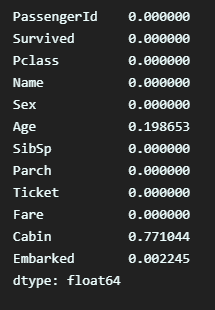 PassengerId 0.000000
Survived 0.000000
Pclass 0.000000
Name 0.000000
Sex 0.000000
Age 0.198653
SibSp 0.000000
Parch 0.000000
Ticket 0.000000
Fare 0.000000
Cabin 0.771044
Embarked 0.002245
dtype: float64